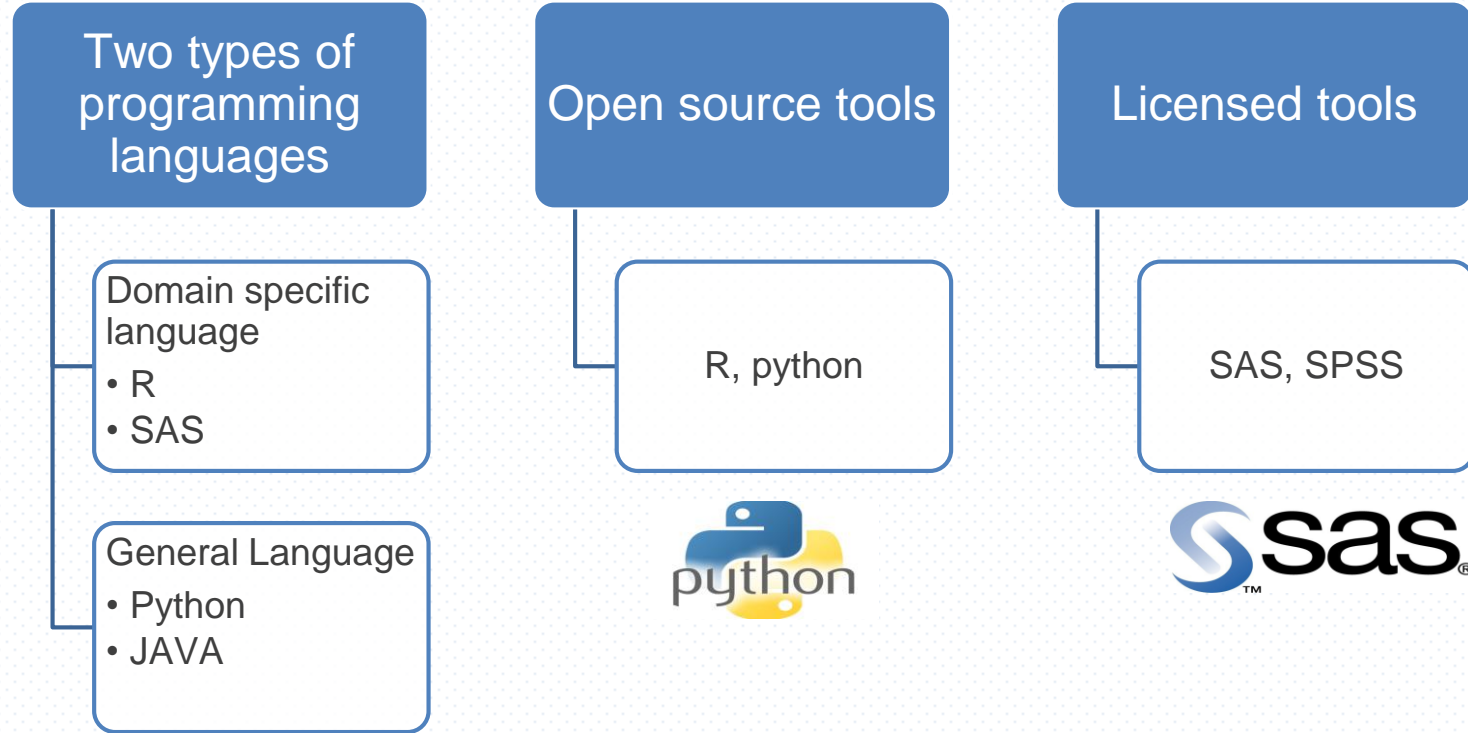 Two types of
programming
languages
Domain specific
language
• R
• SAS
General Language
• Python
• JAVA
Open source tools
R, python
python
Licensed tools
SAS, SPSS
sas®
TM